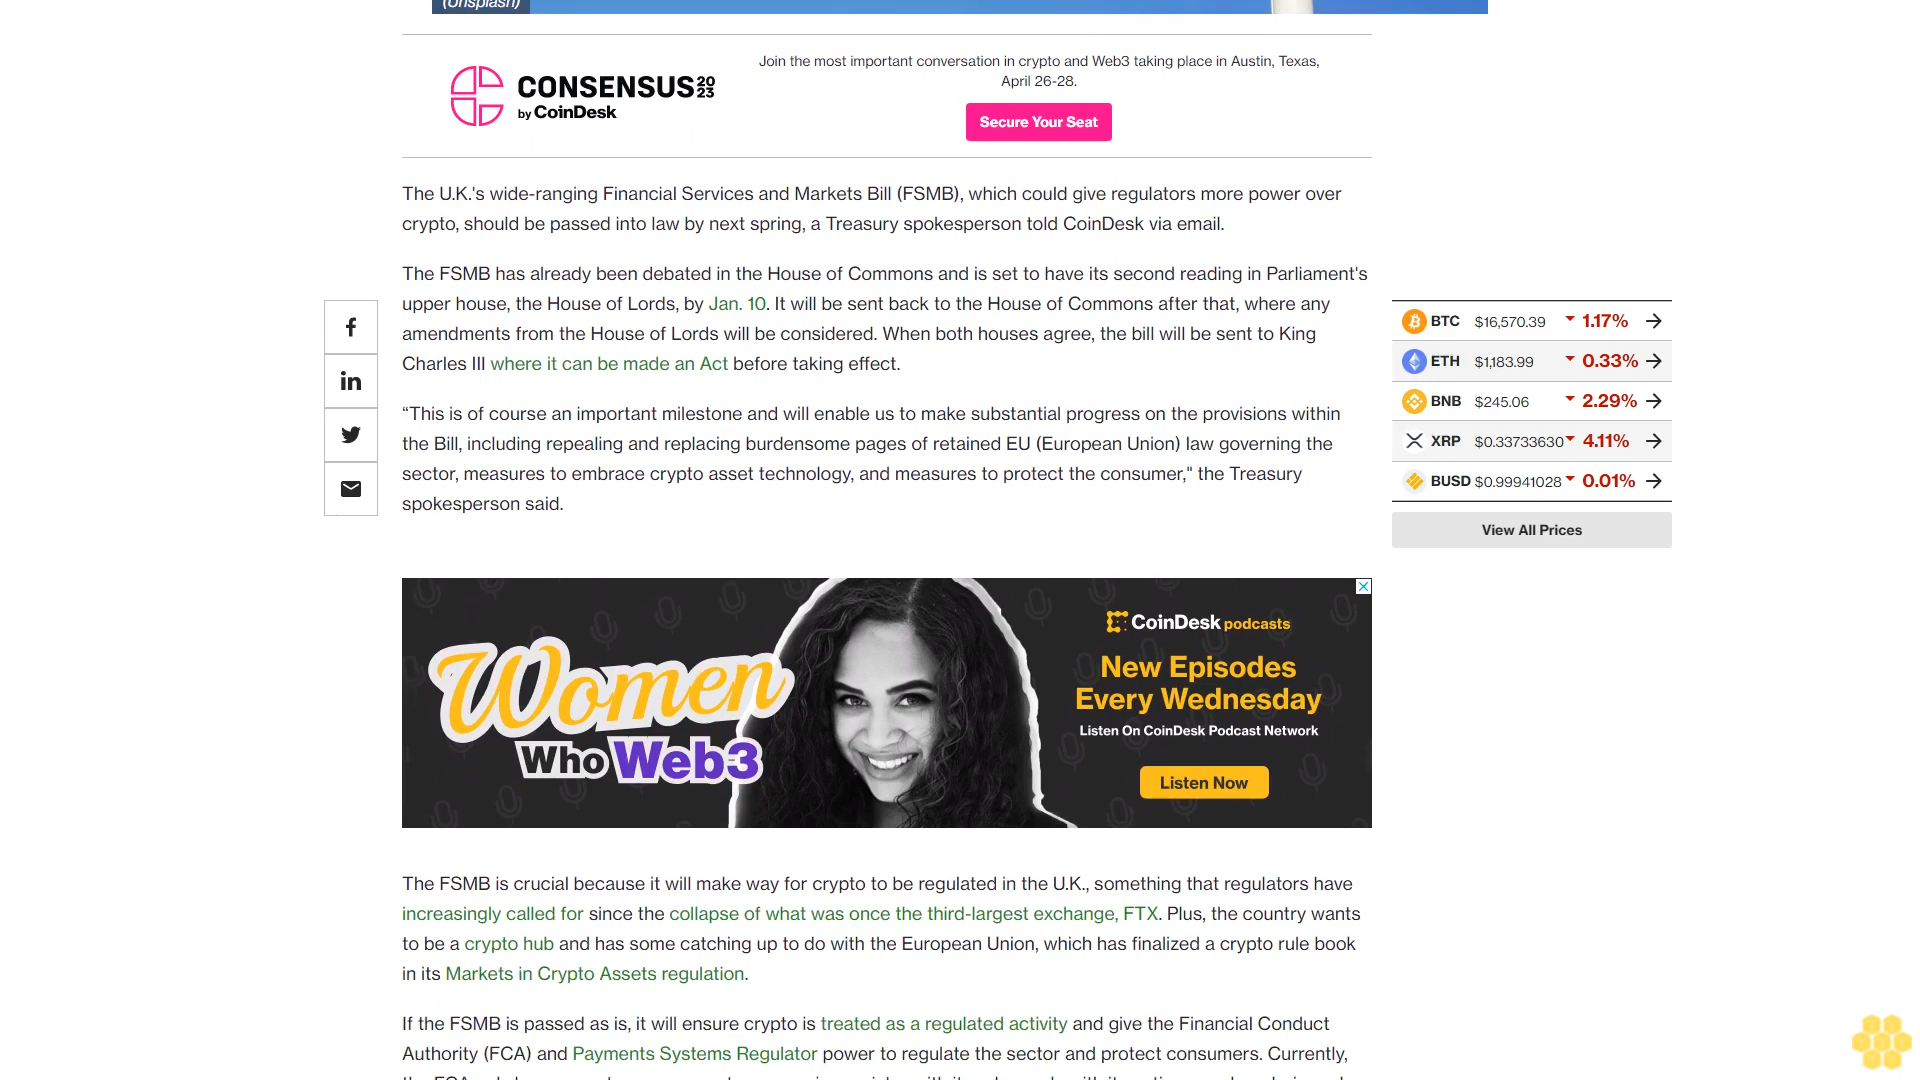 (Unsplash)
CONSENSUS 2023
by CoinDesk
Join the most important conversation in crypto and Web3 taking place in Austin, Texas,
April 26-28.
Secure Your Seat
The U.K.'s wide-ranging Financial Services and Markets Bill (FSMB), which could give regulators more power over
crypto, should be passed into law by next spring, a Treasury spokesperson told CoinDesk via email.
The FSMB has already been debated in the House of Commons and is set to have its second reading in Parliament's
upper house, the House of Lords, by Jan. 10. It will be sent back to the House of Commons after that, where any
amendments from the House of Lords will be considered. When both houses agree, the bill will be sent to King
Charles III where it can be made an Act before taking effect.
“This is of course an important milestone and will enable us to make substantial progress on the provisions within
the Bill, including repealing and replacing burdensome pages of retained EU (European Union) law governing the
sector, measures to embrace crypto asset technology, and measures to protect the consumer," the Treasury
spokesperson said.
BTC $16,570.39 1.17%
ETH $1,183.99 0.33%
BNB $245.06 2.29%
XRP $0.33733630 4.11%
BUSD $0.99941028 0.01%
View All Prices
Women
Who Web3
CoinDesk podcasts
New Episodes
Every Wednesday
Listen On CoinDesk Podcast Network
Listen Now
The FSMB is crucial because it will make way for crypto to be regulated in the U.K., something that regulators have
increasingly called for since the collapse of what was once the third-largest exchange, FTX. Plus, the country wants
to be a crypto hub and has some catching up to do with the European Union, which has finalized a crypto rule book
in its Markets in Crypto Assets regulation.
If the FSMB is passed as is, it will ensure crypto is treated as a regulated activity and give the Financial Conduct
Authority (FCA) and Payments Systems Regulator power to regulate the sector and protect consumers. Currently,